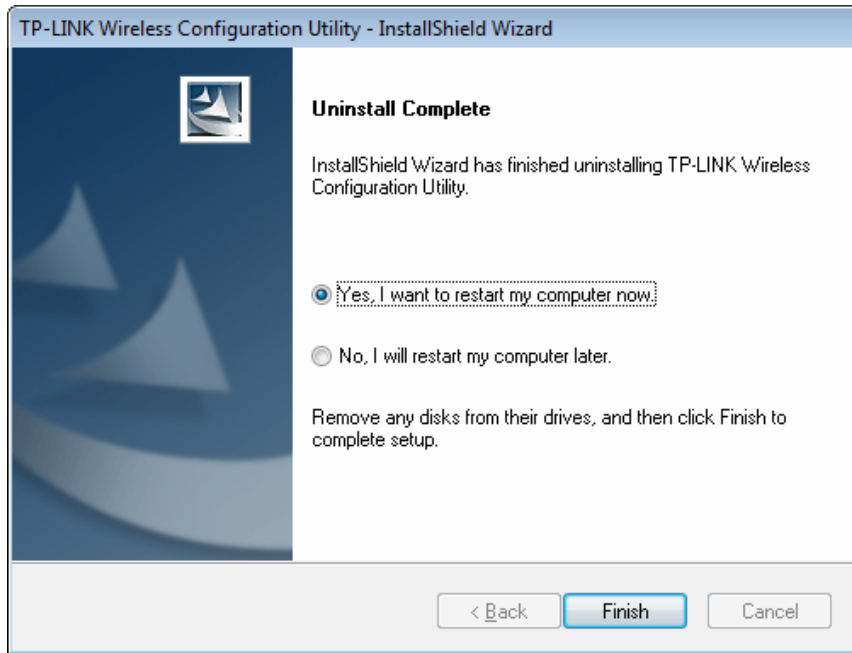 TP-LINK Wireless Configuration Utility - InstallShield Wizard
Uninstall Complete
InstallShield Wizard has finished uninstalling TP-LINK Wireless
Configuration Utility.
Yes, I want to restart my computer now.
No, I will restart my computer later.
Remove any disks from their drives, and then click Finish to
complete setup.
< Back
Finish
Cancel